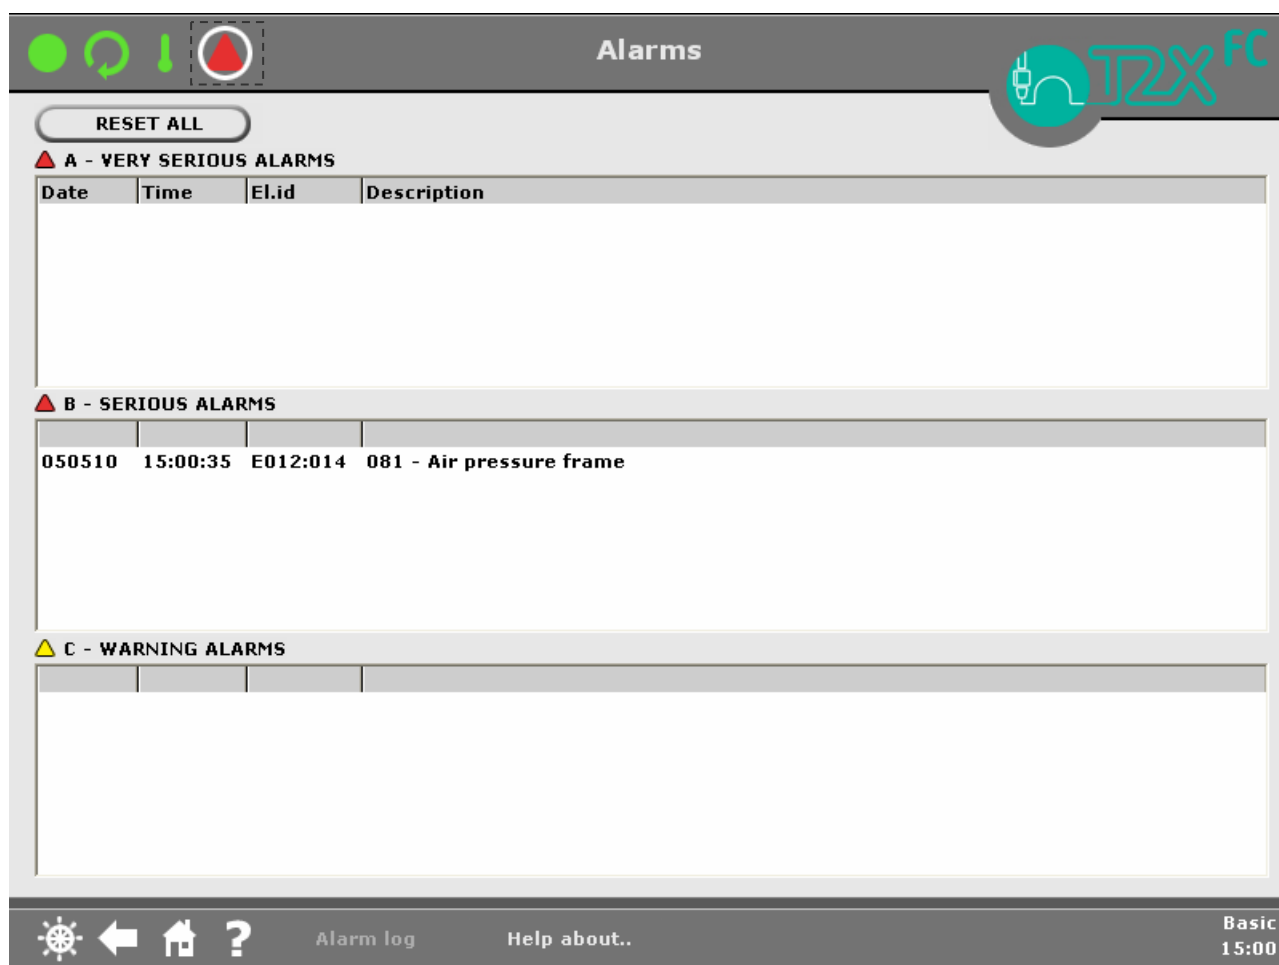 Alarms
T2X FC
RESET ALL
A - VERY SERIOUS ALARMS
Date Time El.id Description
B - SERIOUS ALARMS
050510 15:00:35 E012:014 081 - Air pressure frame
C - WARNING ALARMS
? Alarm log Help about.. Basic
15:00